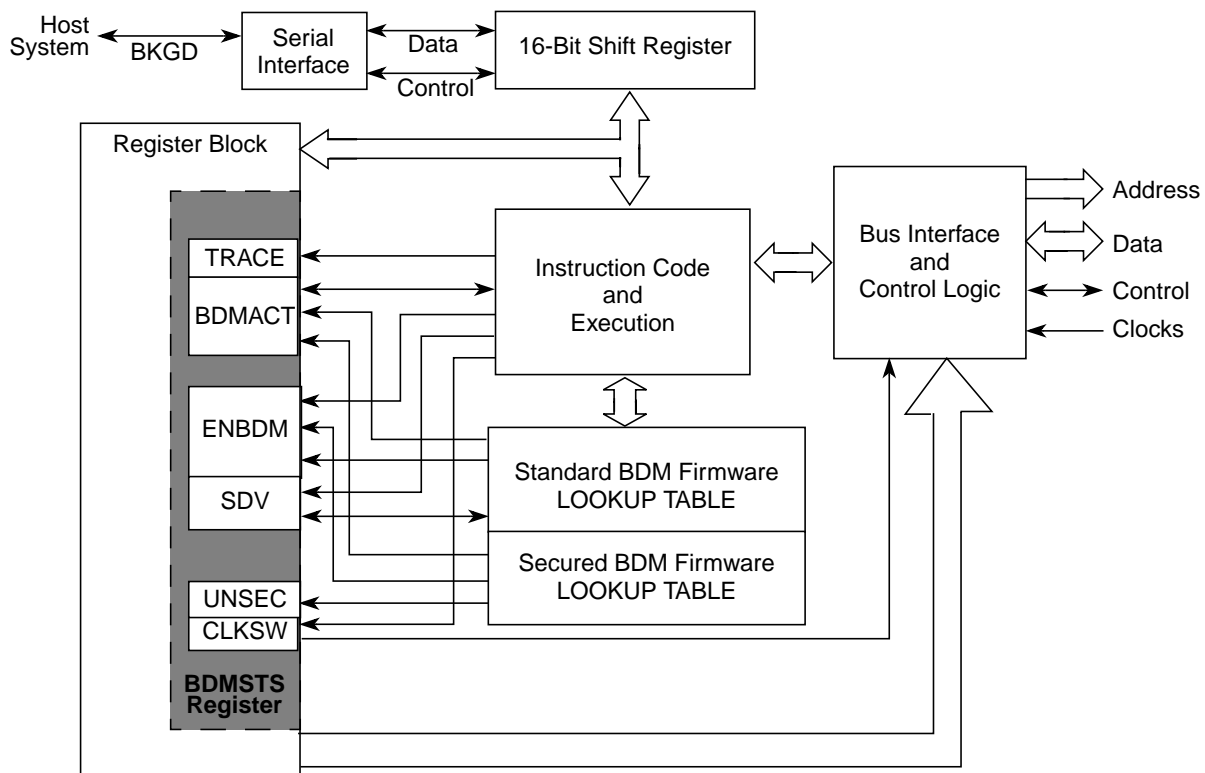 Host
System
BKGD
Serial
Interface
Data
Control
16-Bit Shift Register
Register Block
TRACE
BDMACT
ENBDM
SDV
UNSEC
CLKSW
BDMSTS
Register
Instruction Code
and
Execution
Standard BDM Firmware
LOOKUP TABLE
Secured BDM Firmware
LOOKUP TABLE
Bus Interface
and
Control Logic
Address
Data
Control
Clocks